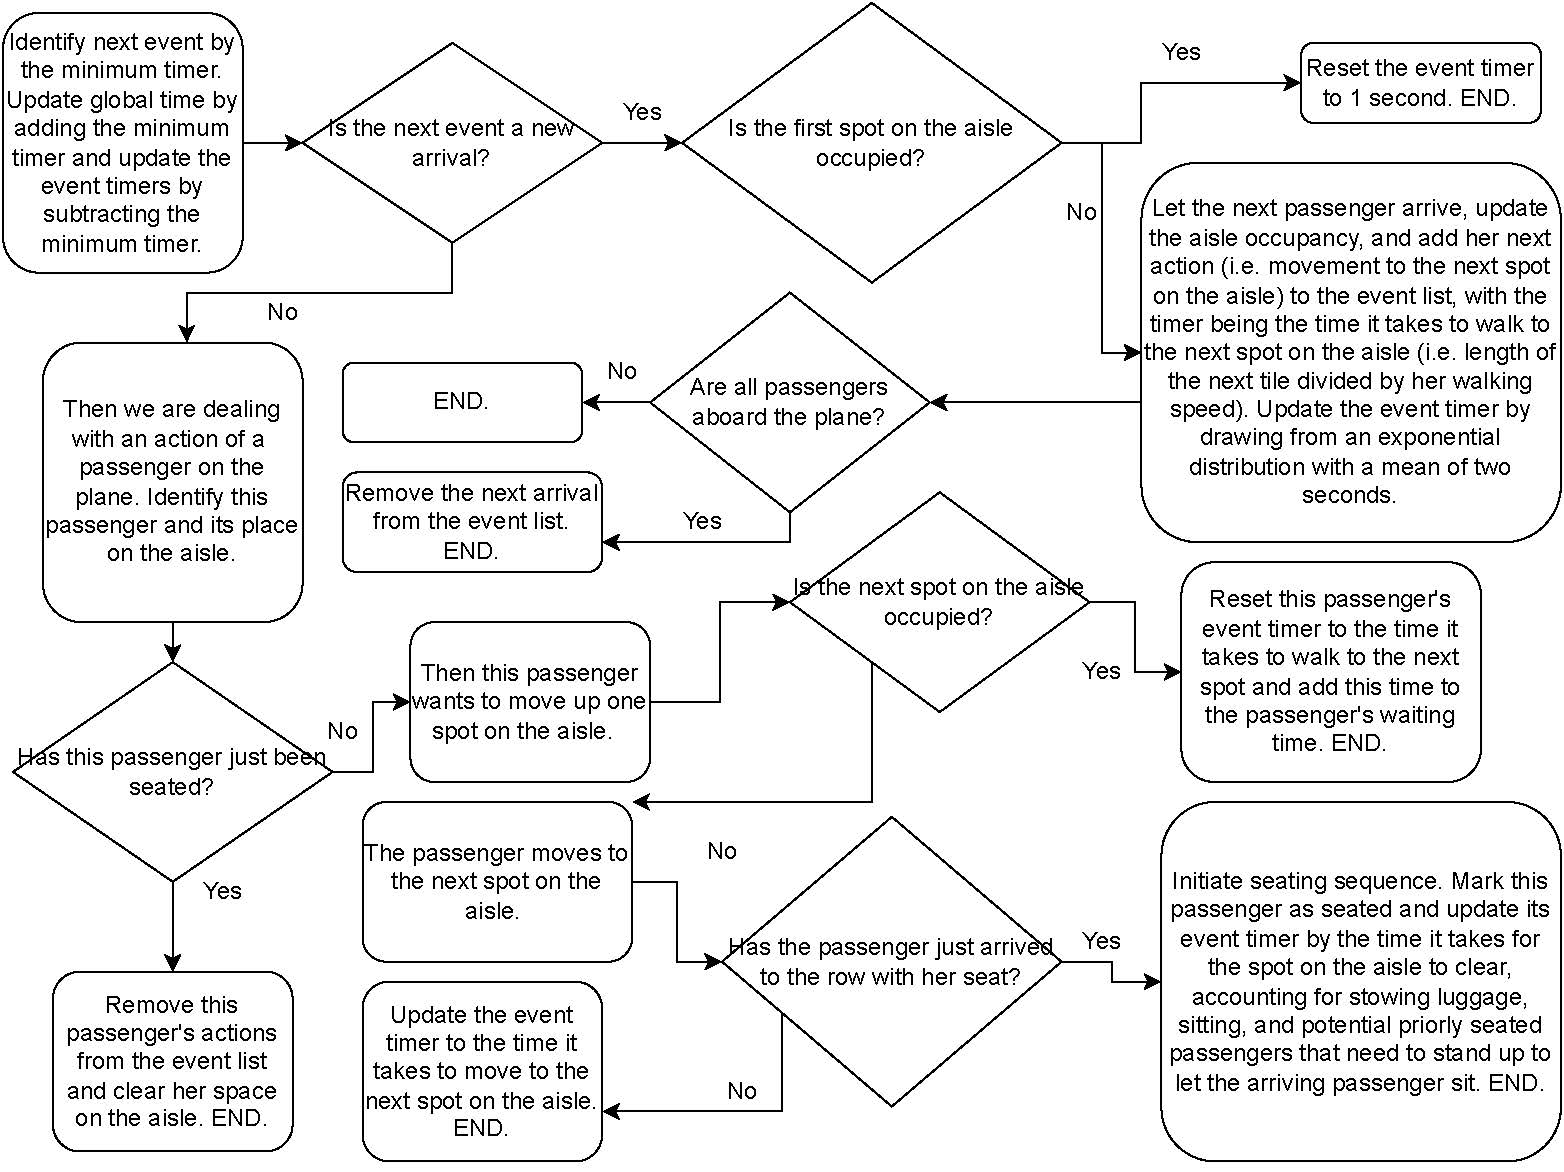 Identify next event by
the minimum timer.
Update global time by
adding the minimum
timer and update the
event timers by
subtracting the
minimum timer.
Is the next event a new
arrival?
Yes
Is the first spot on the aisle
occupied?
Yes
Reset the event timer
to 1 second. END.
No
Let the next passenger arrive, update
the aisle occupancy, and add her next
action (i.e. movement to the next spot
on the aisle) to the event list, with the
timer being the time it takes to walk to
the next spot on the aisle (i.e. length of
the next tile divided by her walking
speed). Update the event timer by
drawing from an exponential
distribution with a mean of two
seconds.
Are all passengers
aboard the plane?
No
END.
Yes
Remove the next arrival
from the event list.
END.
No
Then we are dealing
with an action of a
passenger on the
plane. Identify this
passenger and its place
on the aisle.
Has this passenger just been
seated?
No
Then this passenger
wants to move up one
spot on the aisle.
Is the next spot on the aisle
occupied?
Yes
Reset this passenger's
event timer to the time it
takes to walk to the next
spot and add this time to
the passenger's waiting
time. END.
No
The passenger moves to
the next spot on the
aisle.
Has the passenger just arrived
to the row with her seat?
Yes
Initiate seating sequence. Mark this
passenger as seated and update its
event timer by the time it takes for
the spot on the aisle to clear,
accounting for stowing luggage,
sitting, and potential priorly seated
passengers that need to stand up to
let the arriving passenger sit. END.
No
Update the event
timer to the time it
takes to move to the
next spot on the aisle.
END.
Yes
Remove this
passenger's actions
from the event list
and clear her space
on the aisle. END.